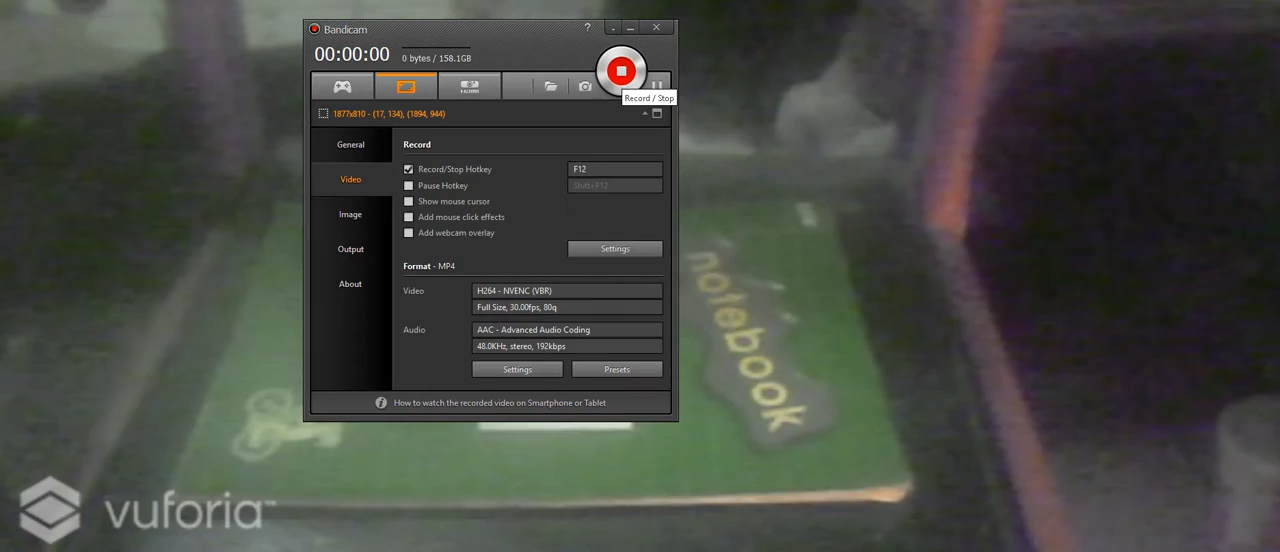 Bandicam
?
00:00:00
0 bytes / 158.1GB
HDMI
Record / Stop
1877x810 - (17, 134), (1894, 944)
General
Video
Image
Output
About
Record
Record/Stop Hotkey
F12
Pause Hotkey
Shift+F12
Show mouse cursor
Add mouse click effects
Add webcam overlay
Settings
Format - MP4
Video
H264 - NVENC (VBR)
Full Size, 30.00fps, 80q
Audio
AAC - Advanced Audio Coding
48.0KHz, stereo, 192kbps
Settings
Presets
How to watch the recorded video on Smartphone or Tablet
notebook
vuforia™